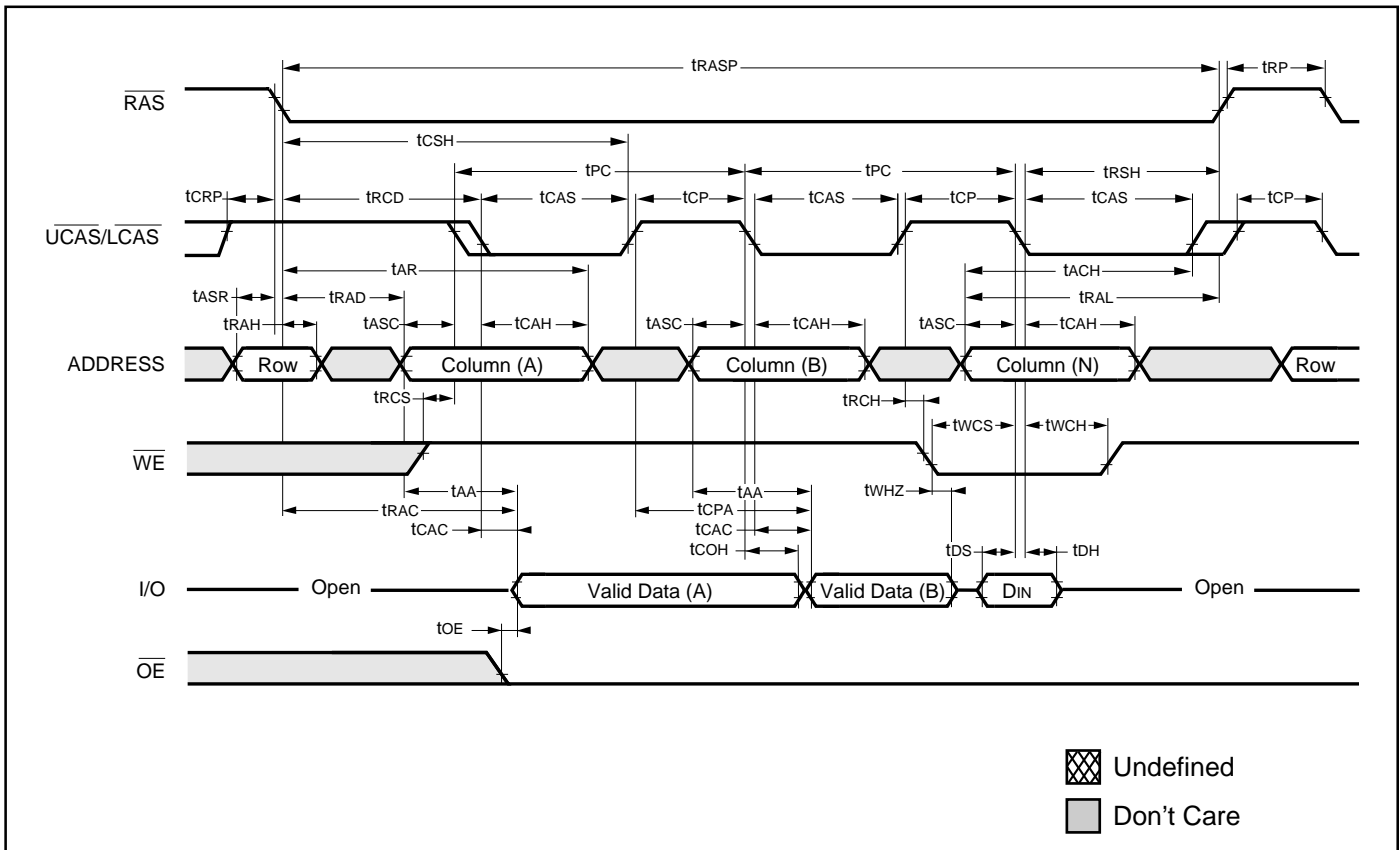 tRASP tRP
RAS
tCSH
tPC tPC tRSH
tCRP tRCD tCAS tCP tCAS tCP tCAS tCP
UCAS/LCAS
tAR tACH
tASR tRAD tRAL
tRAH tASC tCAH tASC tCAH tASC tCAH
ADDRESS Row Column (A) Column (B) Column (N) Row
tRCS tRCH
tWCS tWCH
WE
tAA tAA tWHZ
tRAC tCPA
tCAC tCAC
tCOH tDS tDH
I/O Open Valid Data (A) Valid Data (B) DIN Open
tOE
OE
Undefined
Don't Care